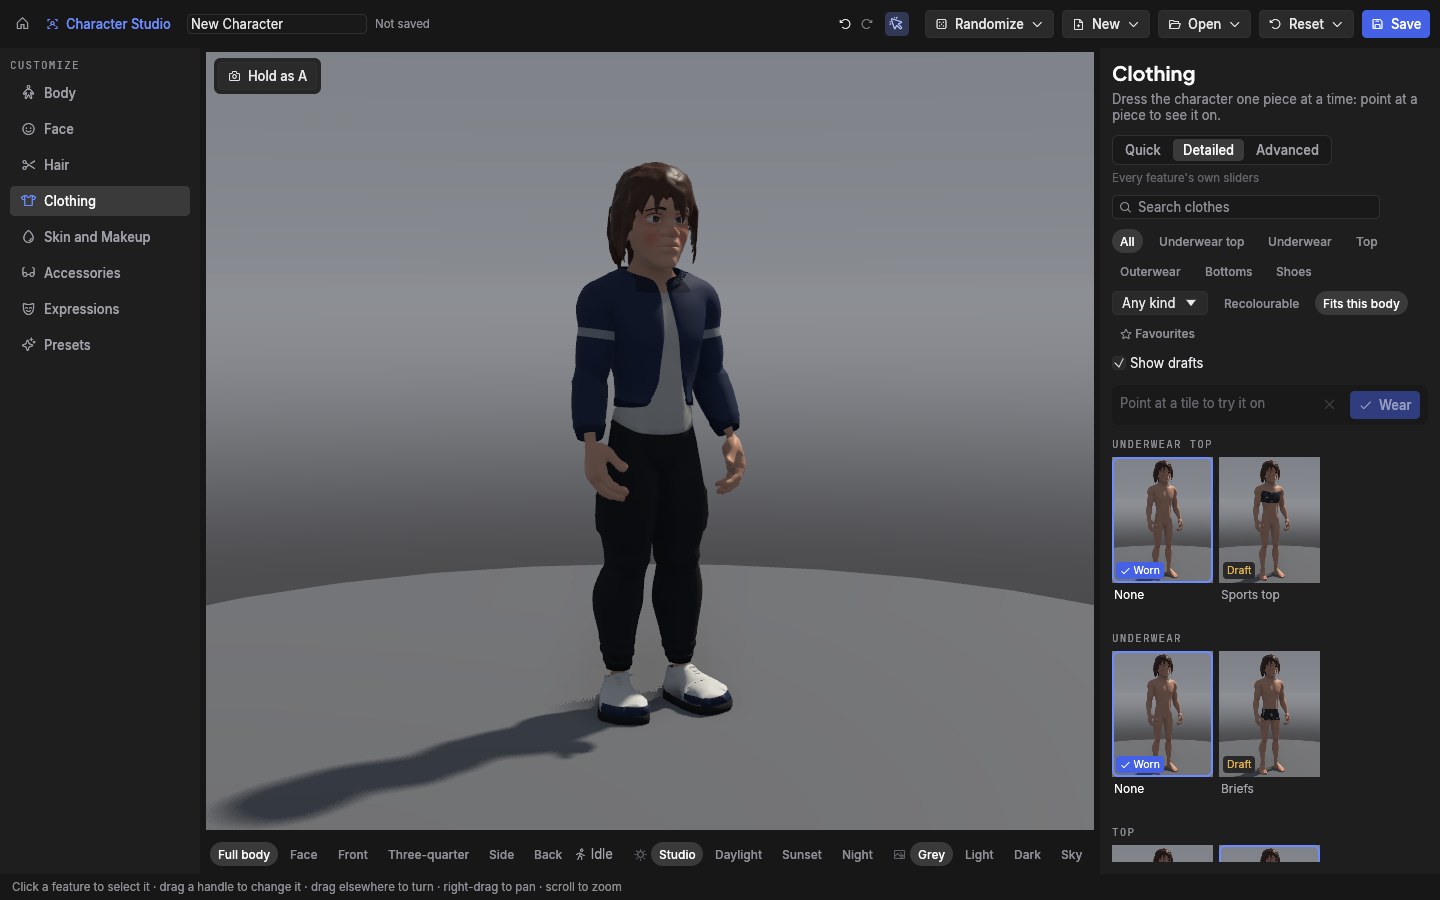 Character Studio
New Character
Not saved
Randomize
New
Open
Reset
Save
CUSTOMIZE
Body
Face
Hair
Clothing
Skin and Makeup
Accessories
Expressions
Presets
Hold as A
Clothing
Dress the character one piece at a time: point at a
piece to see it on.
Quick
Detailed
Advanced
Every feature's own sliders
Search clothes
All
Underwear top
Underwear
Top
Outerwear
Bottoms
Shoes
Any kind
Recolourable
Fits this body
Favourites
Show drafts
Point at a tile to try it on
Wear
UNDERWEAR TOP
Worn
Draft
None
Sports top
UNDERWEAR
Worn
Draft
None
Briefs
TOP
Full body
Face
Front
Three-quarter
Side
Back
Idle
Studio
Daylight
Sunset
Night
Grey
Light
Dark
Sky
Click a feature to select it · drag a handle to change it · drag elsewhere to turn · right-drag to pan · scroll to zoom